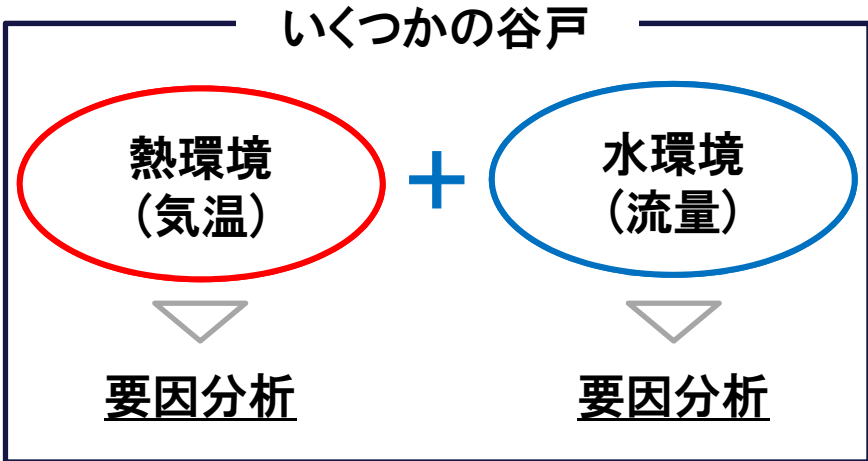 いくつかの谷戸
熱環境
（気温）
+
水環境
（流量）
要因分析
要因分析